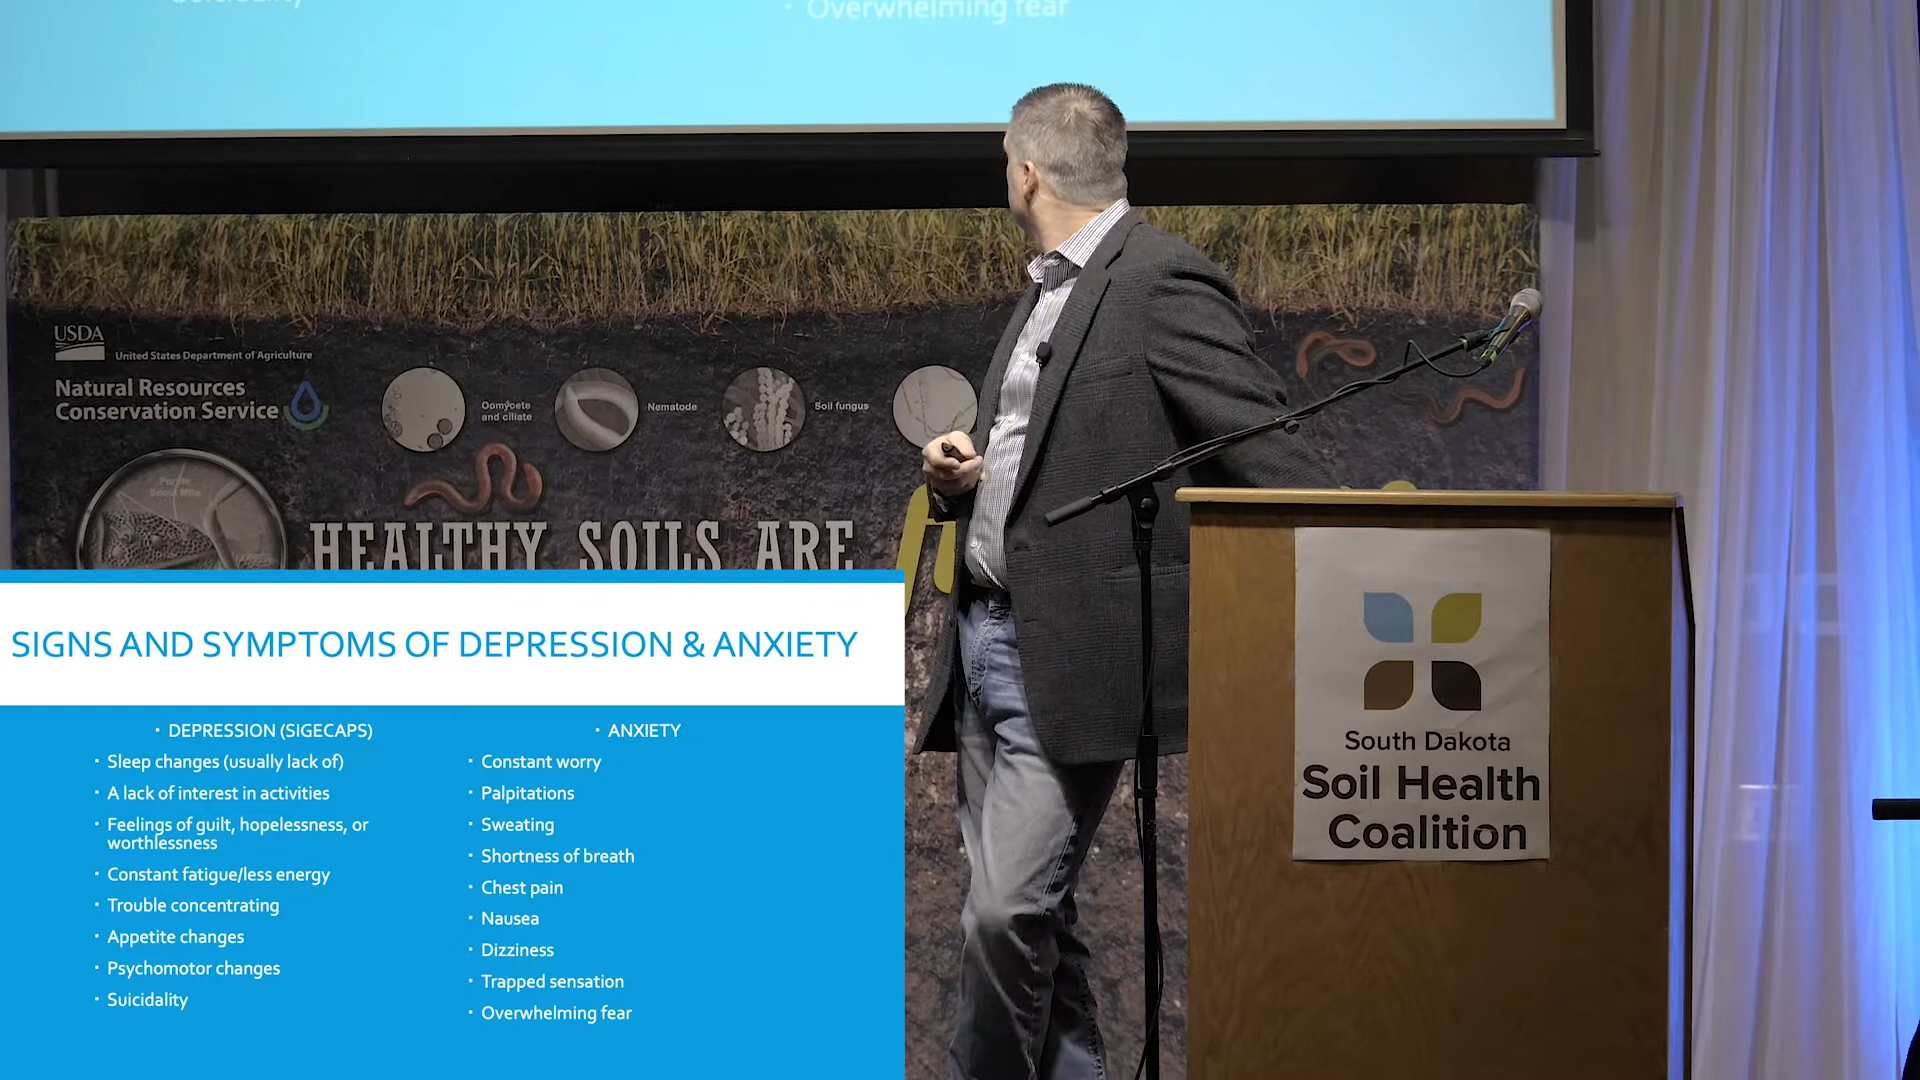 Overwhelming fear
USDA
United States Department of Agriculture
Natural Resources
Conservation Service
Oomycete
and ciliate
Nematode
Soil fungus
HEALTHY SOILS ARE
SIGNS AND SYMPTOMS OF DEPRESSION & ANXIETY
· DEPRESSION (SIGECAPS)
· Sleep changes (usually lack of)
· A lack of interest in activities
· Feelings of guilt, hopelessness, or
worthlessness
· Constant fatigue/less energy
· Trouble concentrating
· Appetite changes
· Psychomotor changes
· Suicidality
· ANXIETY
· Constant worry
· Palpitations
· Sweating
· Shortness of breath
· Chest pain
· Nausea
· Dizziness
· Trapped sensation
· Overwhelming fear
South Dakota
Soil Health
Coalition